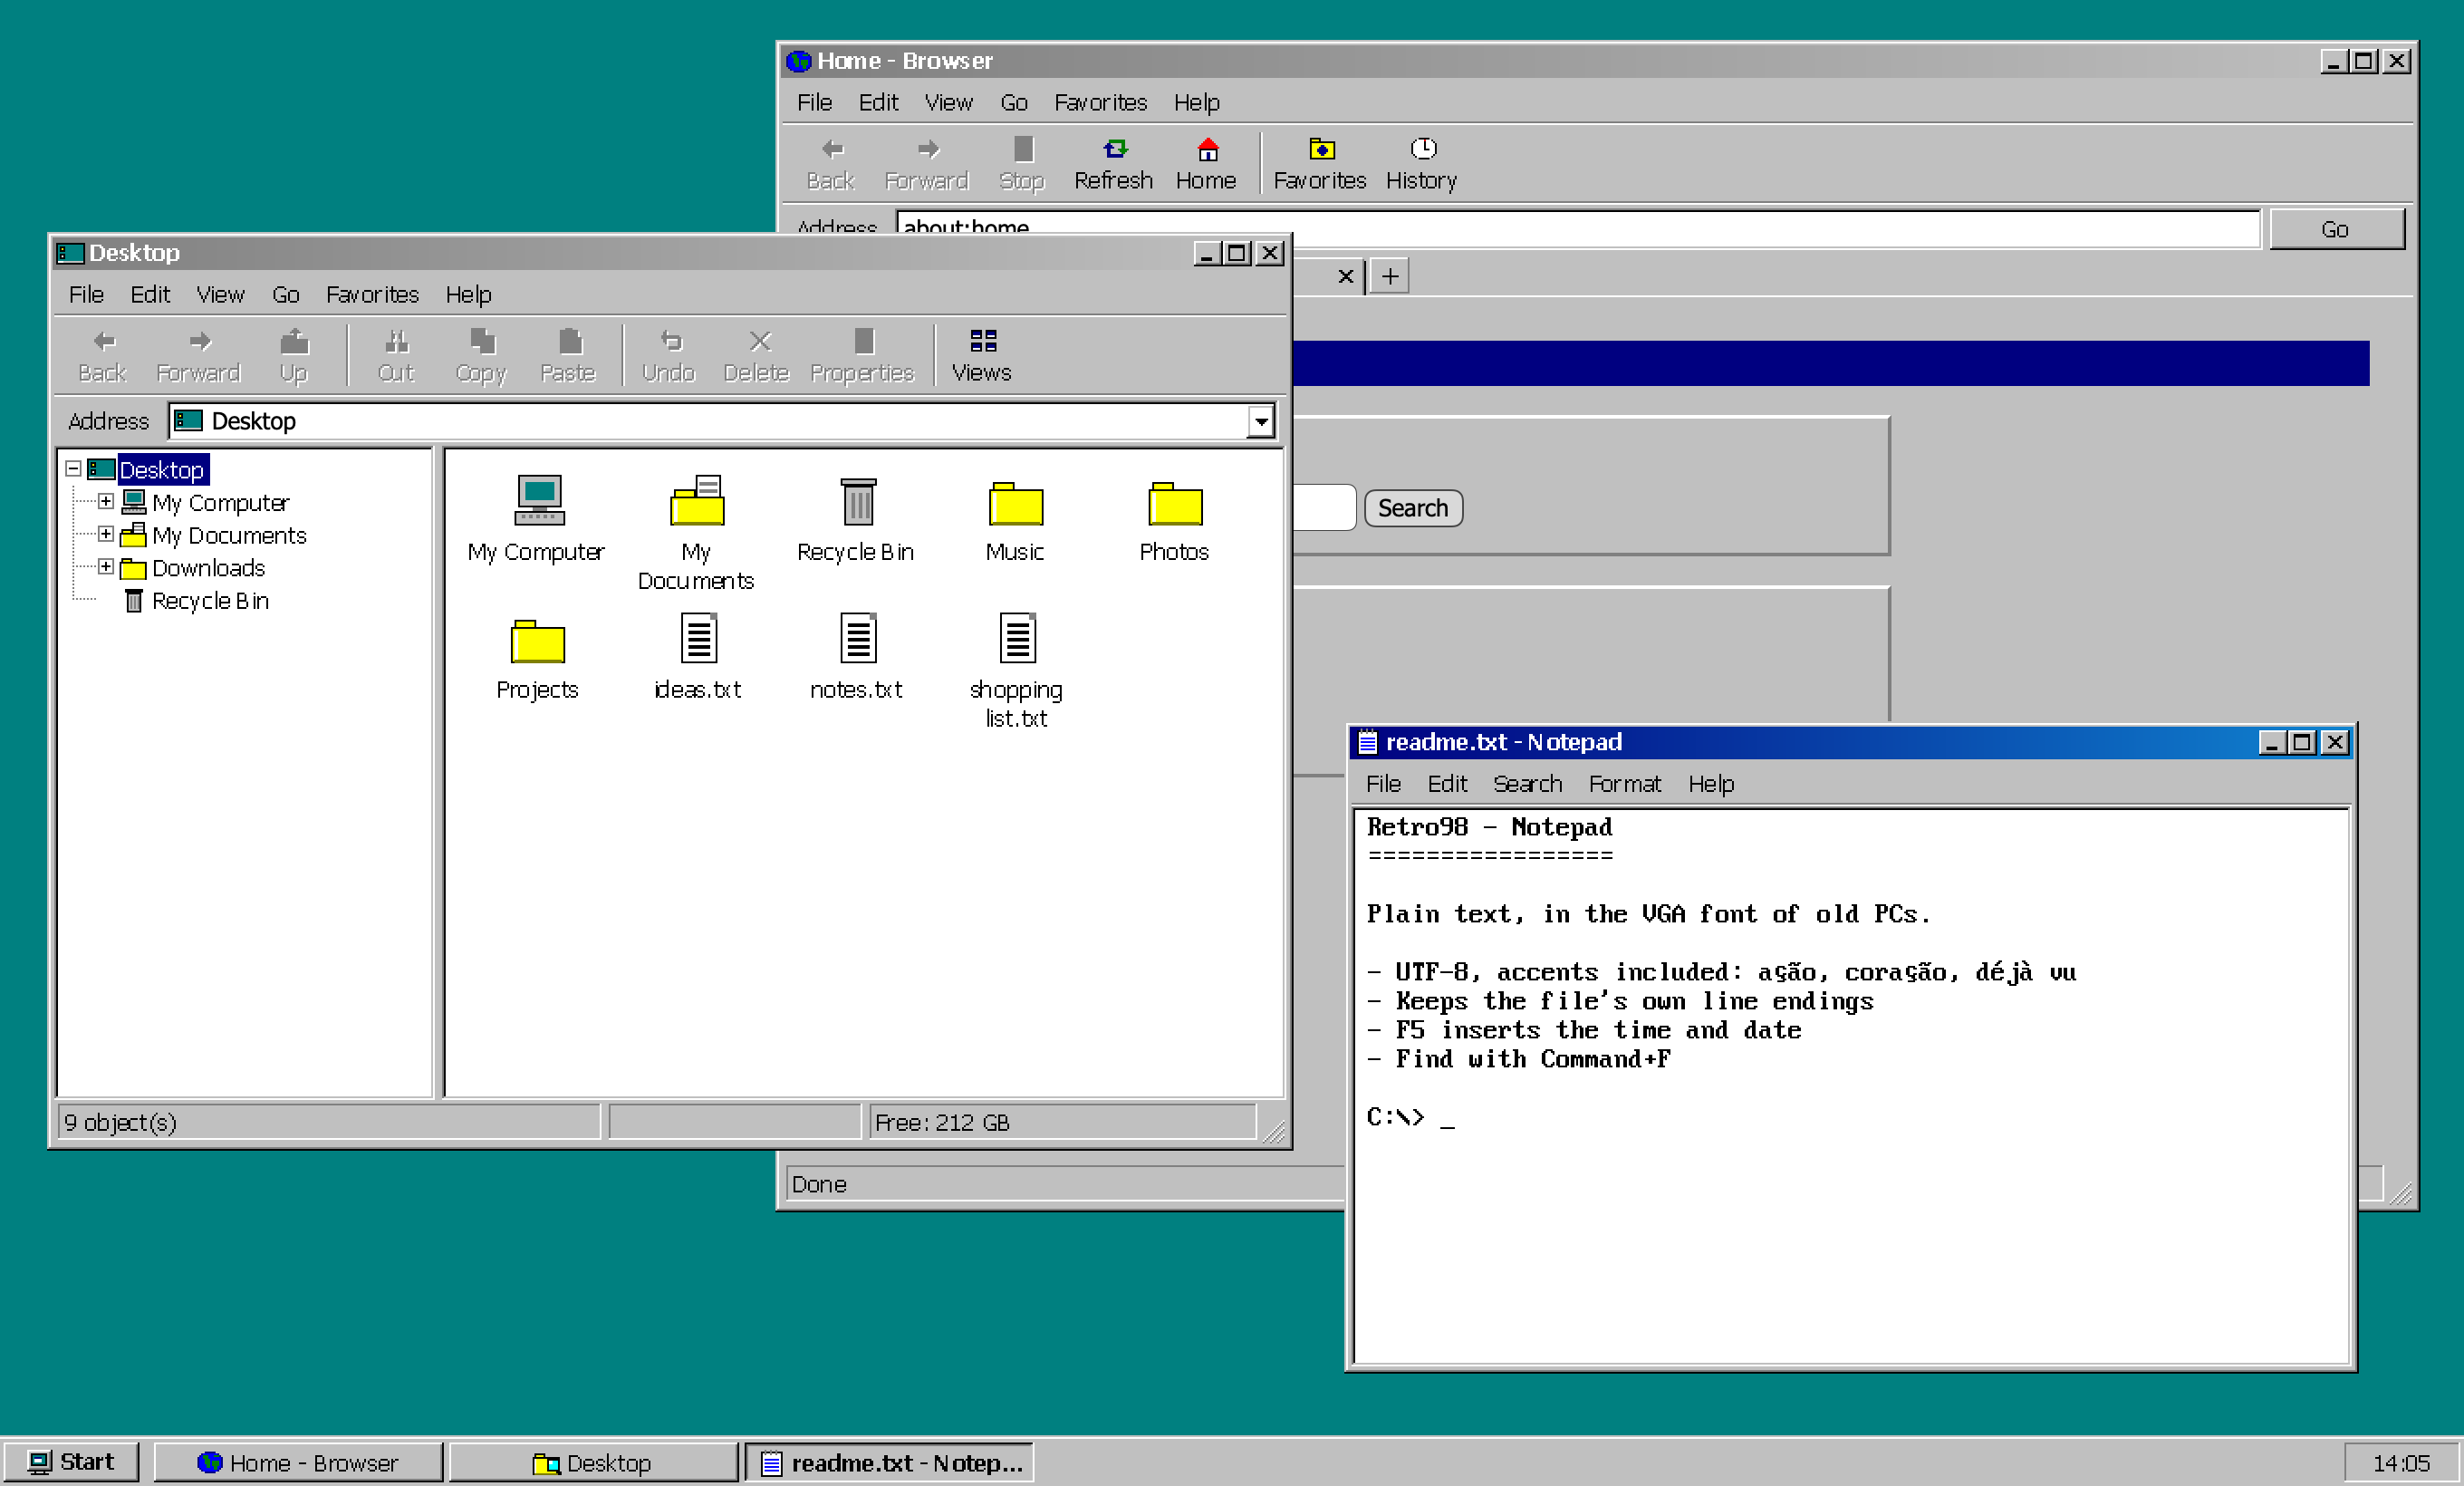 Home - Browser
File Edit View Go Favorites Help
Back Forward Stop Refresh Home Favorites History
Address about:home Go
Desktop
File Edit View Go Favorites Help
Back Forward Up Cut Copy Paste Undo Delete Properties Views
Address Desktop
Desktop
My Computer
My Documents
Downloads
Recycle Bin
My Computer
My
Documents
Recycle Bin
Music
Photos
Projects
ideas.txt
notes.txt
shopping
list.txt
9 object(s)
Free: 212 GB
Search
Done
readme.txt - Notepad
File Edit Search Format Help
Retro98 - Notepad
=================
Plain text, in the VGA font of old PCs.
- UTF-8, accents included: ação, coração, déjà vu
- Keeps the file's own line endings
- F5 inserts the time and date
- Find with Command+F
C:\> _
Start
Home - Browser
Desktop
readme.txt - Notep...
14:05